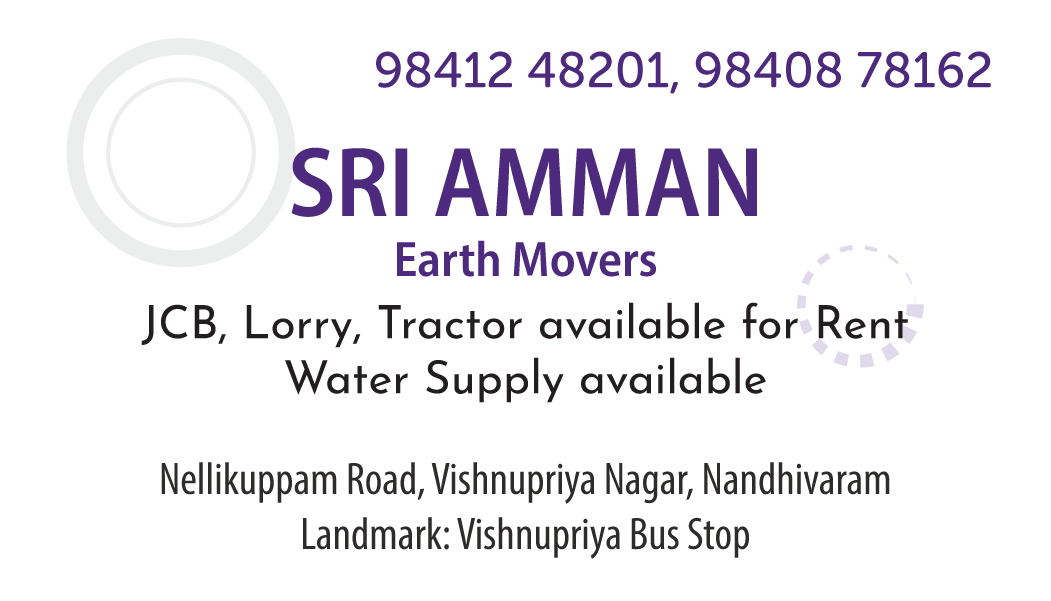 98412 48201, 98408 78162
SRI AMMAN
Earth Movers
JCB, Lorry, Tractor available for Rent
Water Supply available
Nellikuppam Road, Vishnupriya Nagar, Nandhivaram
Landmark: Vishnupriya Bus Stop